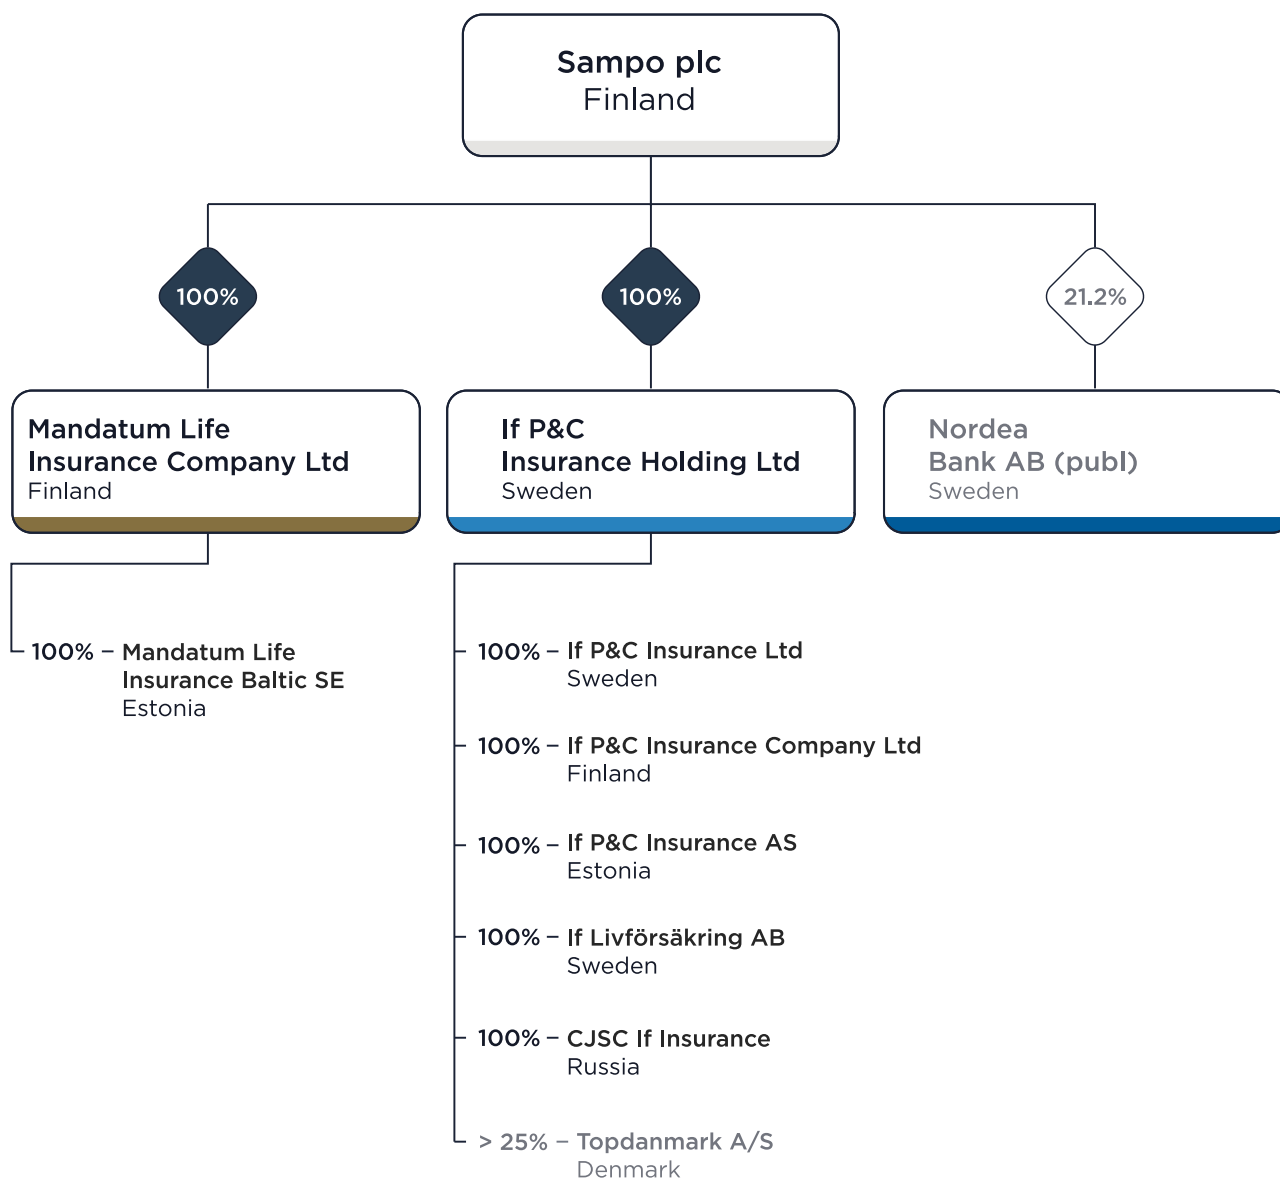 Sampo plc
Finland
100%
100%
21.2%
Mandatum Life
Insurance Company Ltd
Finland
If P&C
Insurance Holding Ltd
Sweden
Nordea
Bank AB (publ)
Sweden
100% – Mandatum Life
Insurance Baltic SE
Estonia
100% – If P&C Insurance Ltd
Sweden
100% – If P&C Insurance Company Ltd
Finland
100% – If P&C Insurance AS
Estonia
100% – If Livförsäkring AB
Sweden
100% – CJSC If Insurance
Russia
> 25% – Topdanmark A/S
Denmark